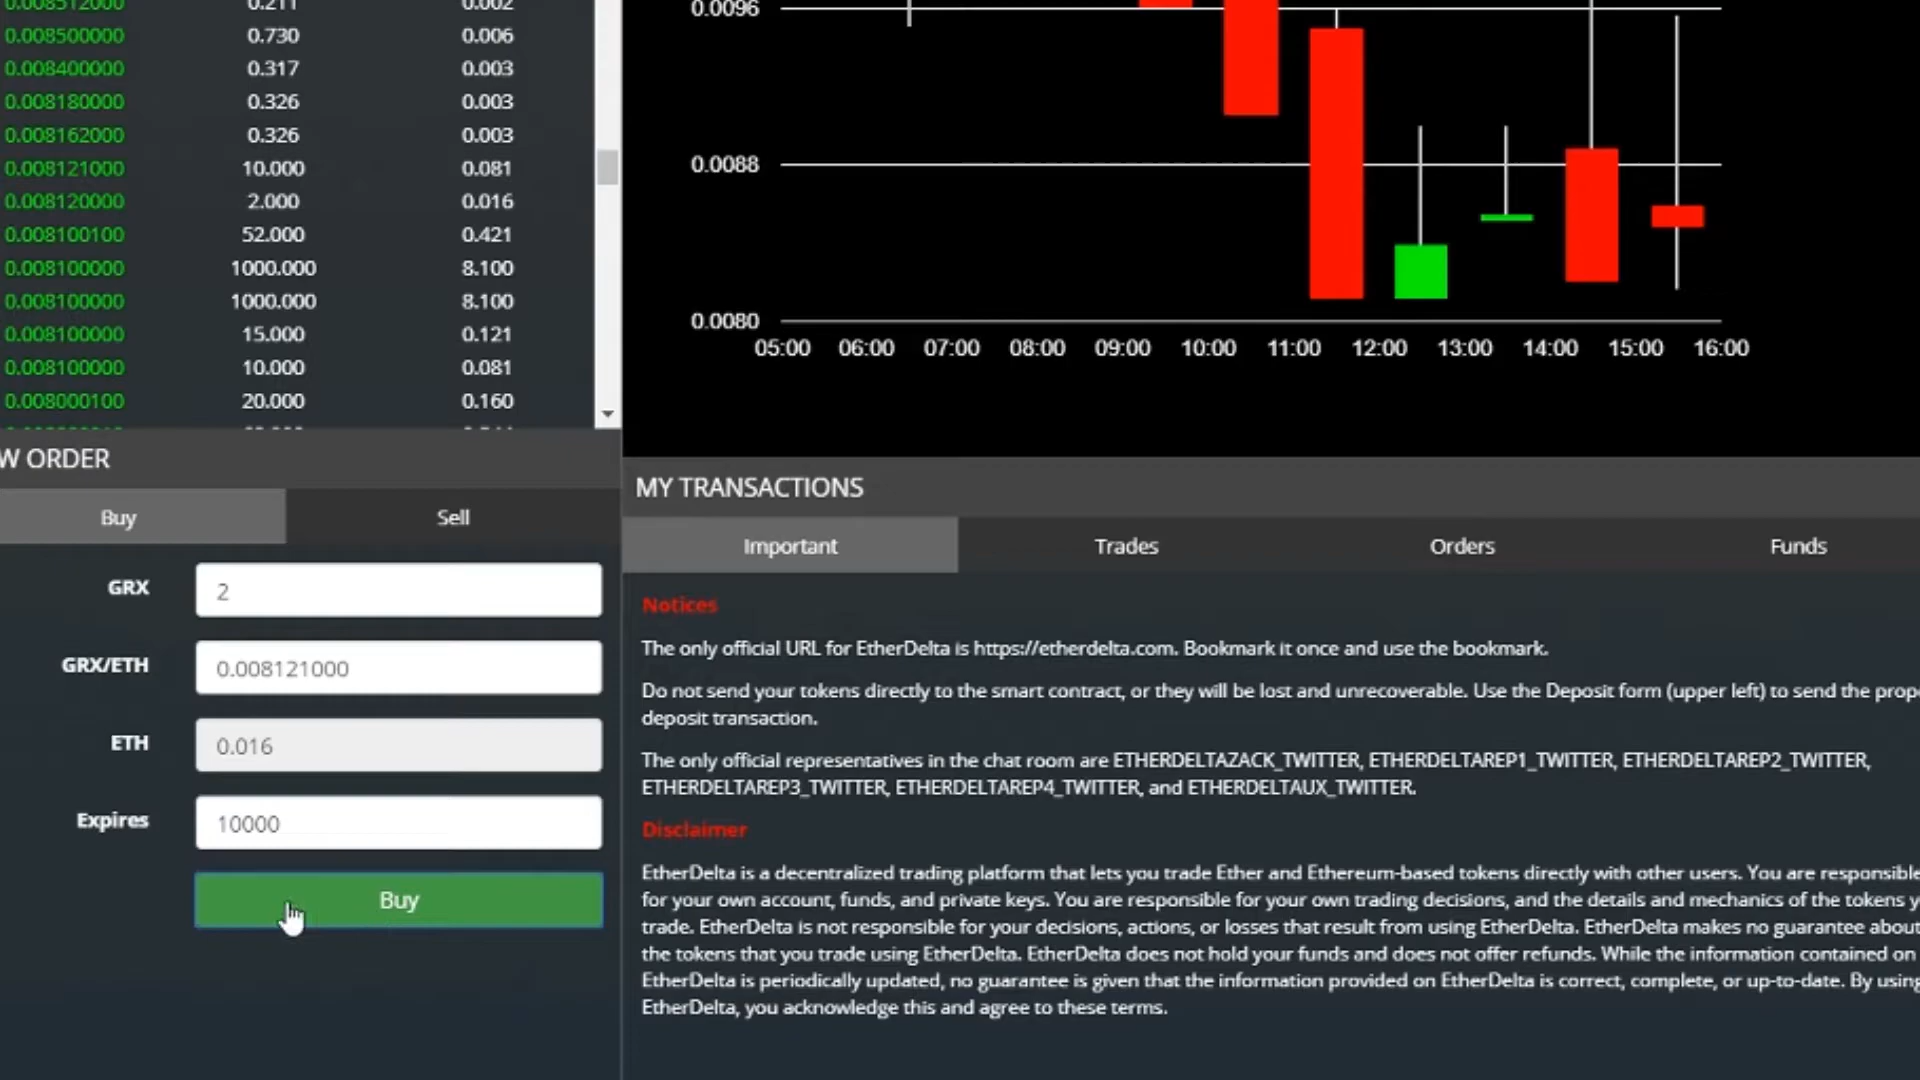 0.008512000 0.211 0.002
0.008500000 0.730 0.006
0.008400000 0.317 0.003
0.008180000 0.326 0.003
0.008162000 0.326 0.003
0.008121000 10.000 0.081
0.008120000 2.000 0.016
0.008100100 52.000 0.421
0.008100000 1000.000 8.100
0.008100000 1000.000 8.100
0.008100000 15.000 0.121
0.008100000 10.000 0.081
0.008000100 20.000 0.160
W ORDER
Buy Sell
GRX 2
GRX/ETH 0.008121000
ETH 0.016
Expires 10000
Buy
0.0096
0.0088
0.0080
05:00 06:00 07:00 08:00 09:00 10:00 11:00 12:00 13:00 14:00 15:00 16:00
MY TRANSACTIONS
Important Trades Orders Funds
Notices
The only official URL for EtherDelta is https://etherdelta.com. Bookmark it once and use the bookmark.
Do not send your tokens directly to the smart contract, or they will be lost and unrecoverable. Use the Deposit form (upper left) to send the prop
deposit transaction.
The only official representatives in the chat room are ETHERDELTAZACK_TWITTER, ETHERDELTAREP1_TWITTER, ETHERDELTAREP2_TWITTER,
ETHERDELTAREP3_TWITTER, ETHERDELTAREP4_TWITTER, and ETHERDELTAUX_TWITTER.
Disclaimer
EtherDelta is a decentralized trading platform that lets you trade Ether and Ethereum-based tokens directly with other users. You are responsible
for your own account, funds, and private keys. You are responsible for your own trading decisions, and the details and mechanics of the tokens y
trade. EtherDelta is not responsible for your decisions, actions, or losses that result from using EtherDelta. EtherDelta makes no guarantee about
the tokens that you trade using EtherDelta. EtherDelta does not hold your funds and does not offer refunds. While the information contained on
EtherDelta is periodically updated, no guarantee is given that the information provided on EtherDelta is correct, complete, or up-to-date. By using
EtherDelta, you acknowledge this and agree to these terms.